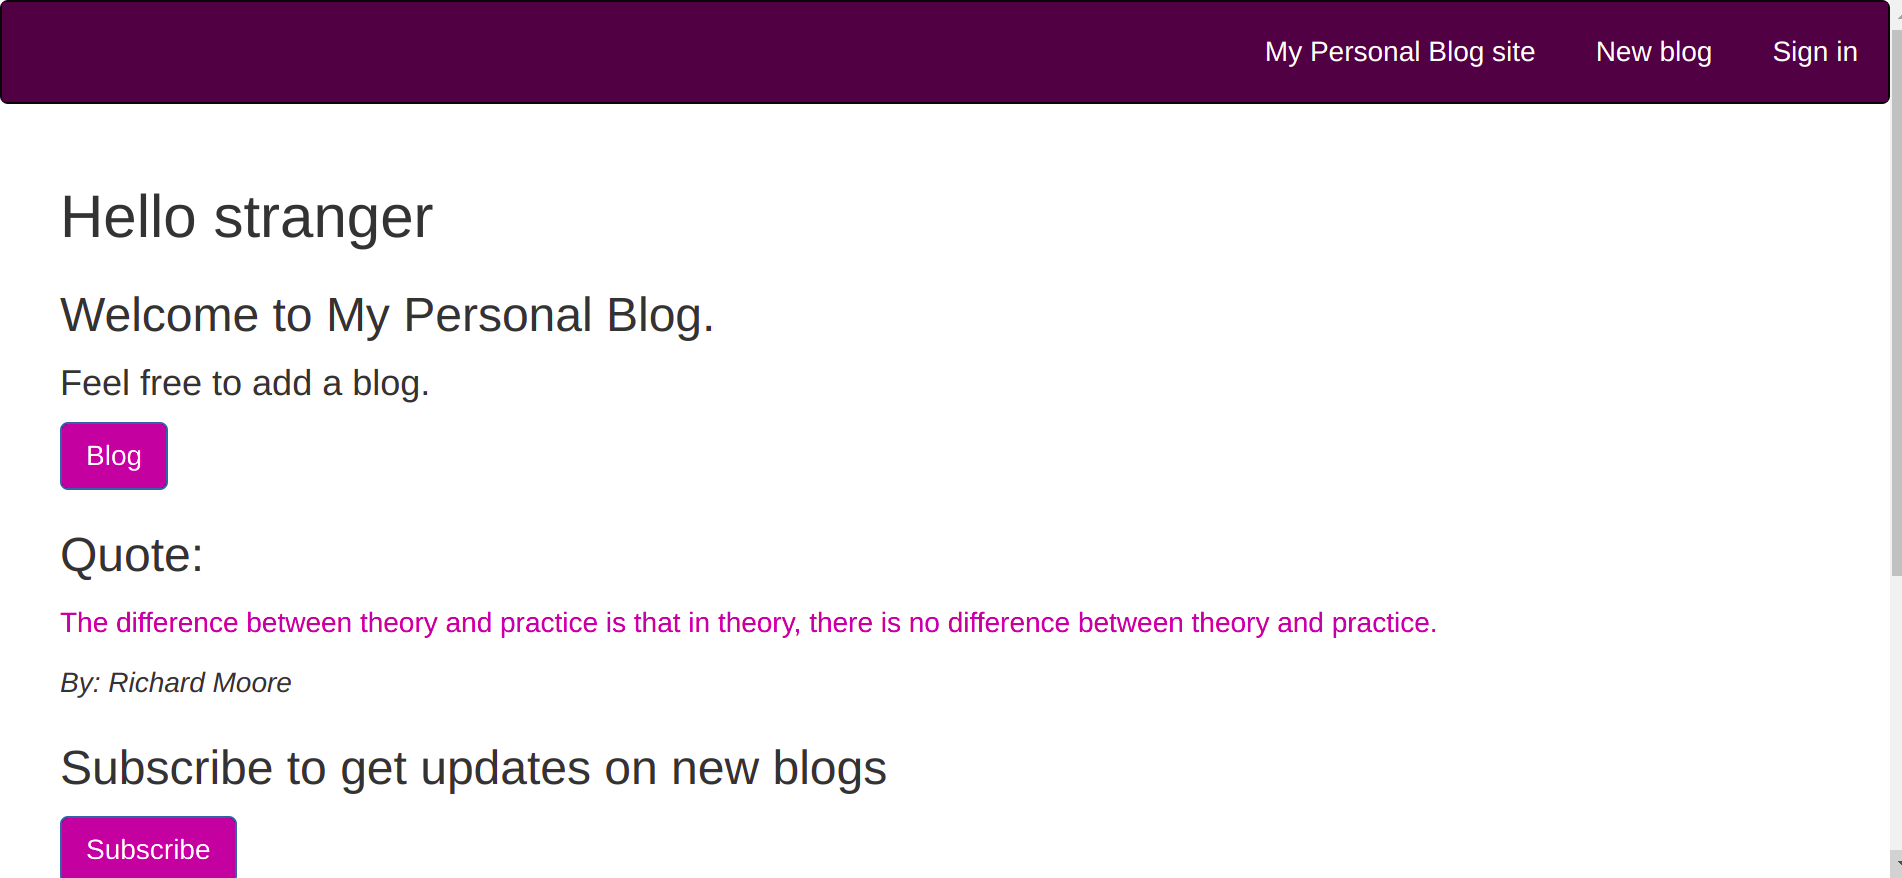 My Personal Blog site New blog Sign in
Hello stranger
Welcome to My Personal Blog.
Feel free to add a blog.
Blog
Quote:
The difference between theory and practice is that in theory, there is no difference between theory and practice.
By: Richard Moore
Subscribe to get updates on new blogs
Subscribe